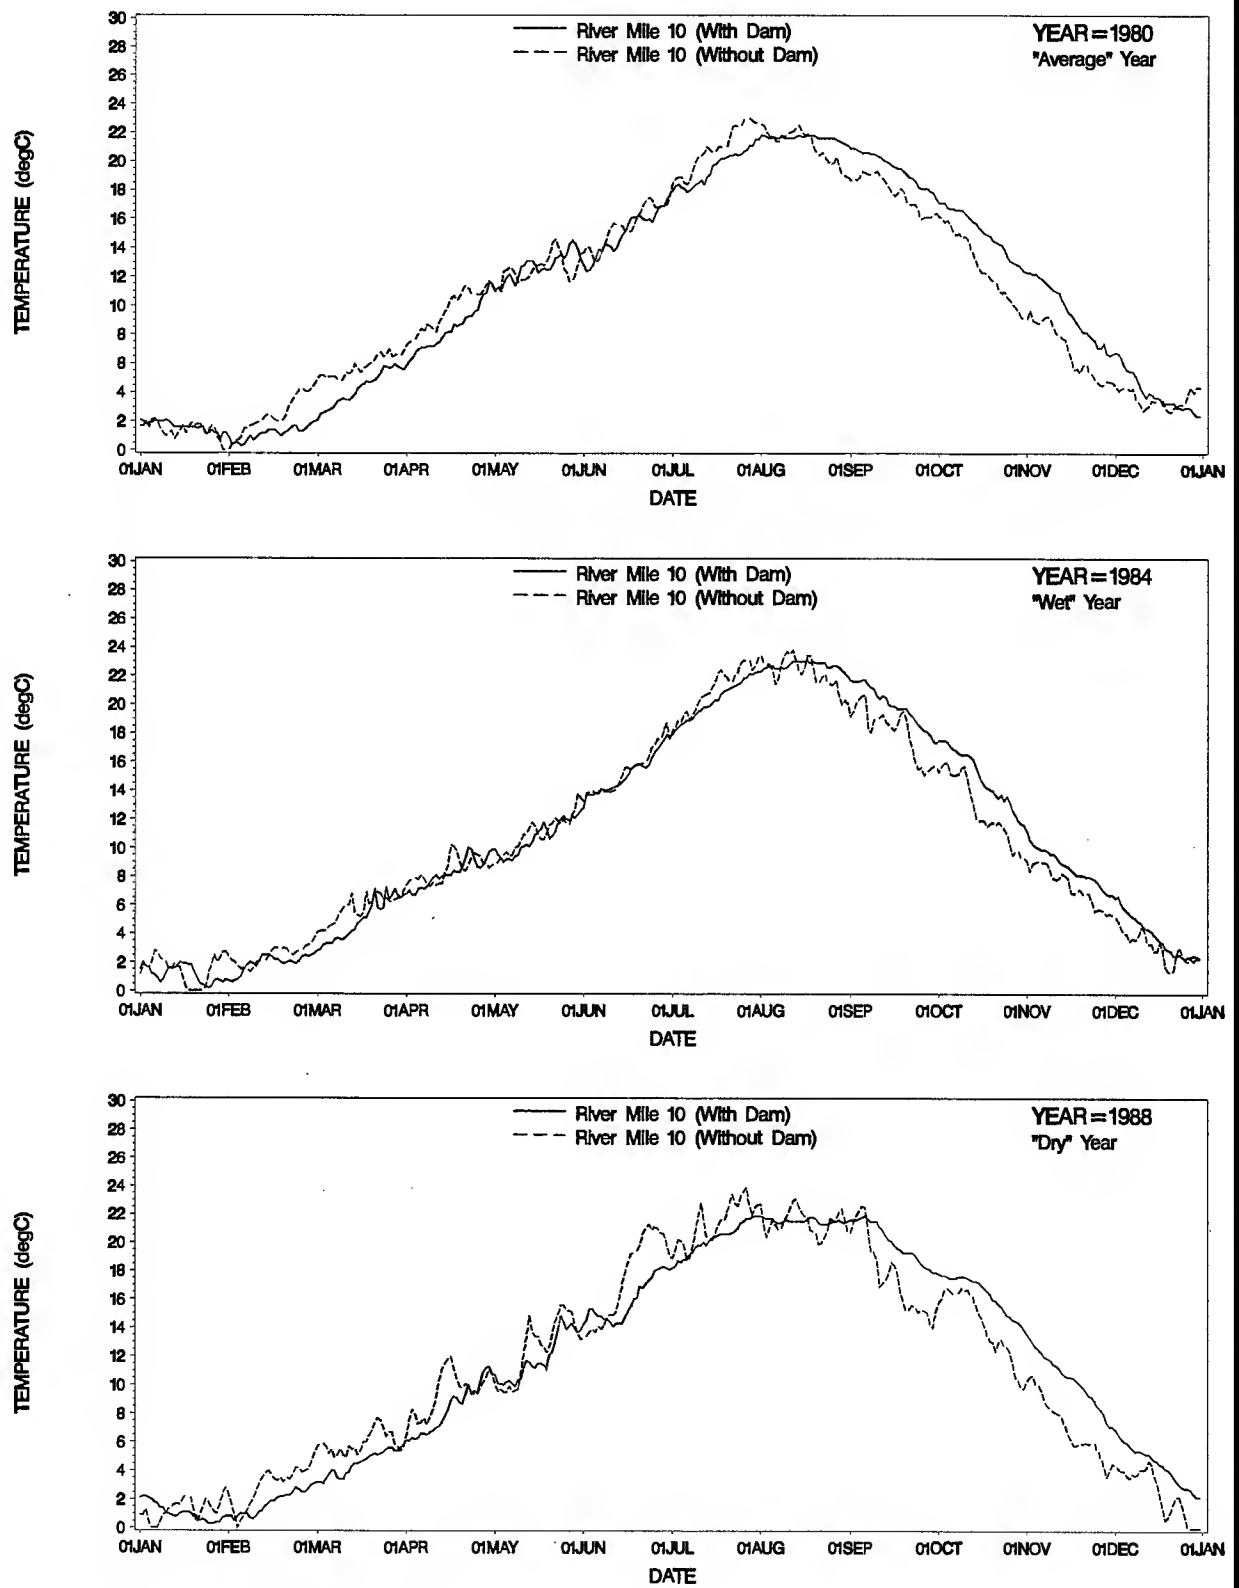 30
River Mile 10 (With Dam)
YEAR=1980
28
River Mile 10 (Without Dam)
"Average" Year
26
24
22
20
18
16
14
12
10
8
6
4
2
0
TEMPERATURE (degC)
01JAN 01FEB 01MAR 01APR 01MAY 01JUN 01JUL 01AUG 01SEP 01OCT 01NOV 01DEC 01JAN
DATE
30
River Mile 10 (With Dam)
YEAR=1984
28
River Mile 10 (Without Dam)
"Wet" Year
26
24
22
20
18
16
14
12
10
8
6
4
2
0
TEMPERATURE (degC)
01JAN 01FEB 01MAR 01APR 01MAY 01JUN 01JUL 01AUG 01SEP 01OCT 01NOV 01DEC 01JAN
DATE
30
River Mile 10 (With Dam)
YEAR=1988
28
River Mile 10 (Without Dam)
"Dry" Year
26
24
22
20
18
16
14
12
10
8
6
4
2
0
TEMPERATURE (degC)
01JAN 01FEB 01MAR 01APR 01MAY 01JUN 01JUL 01AUG 01SEP 01OCT 01NOV 01DEC 01JAN
DATE